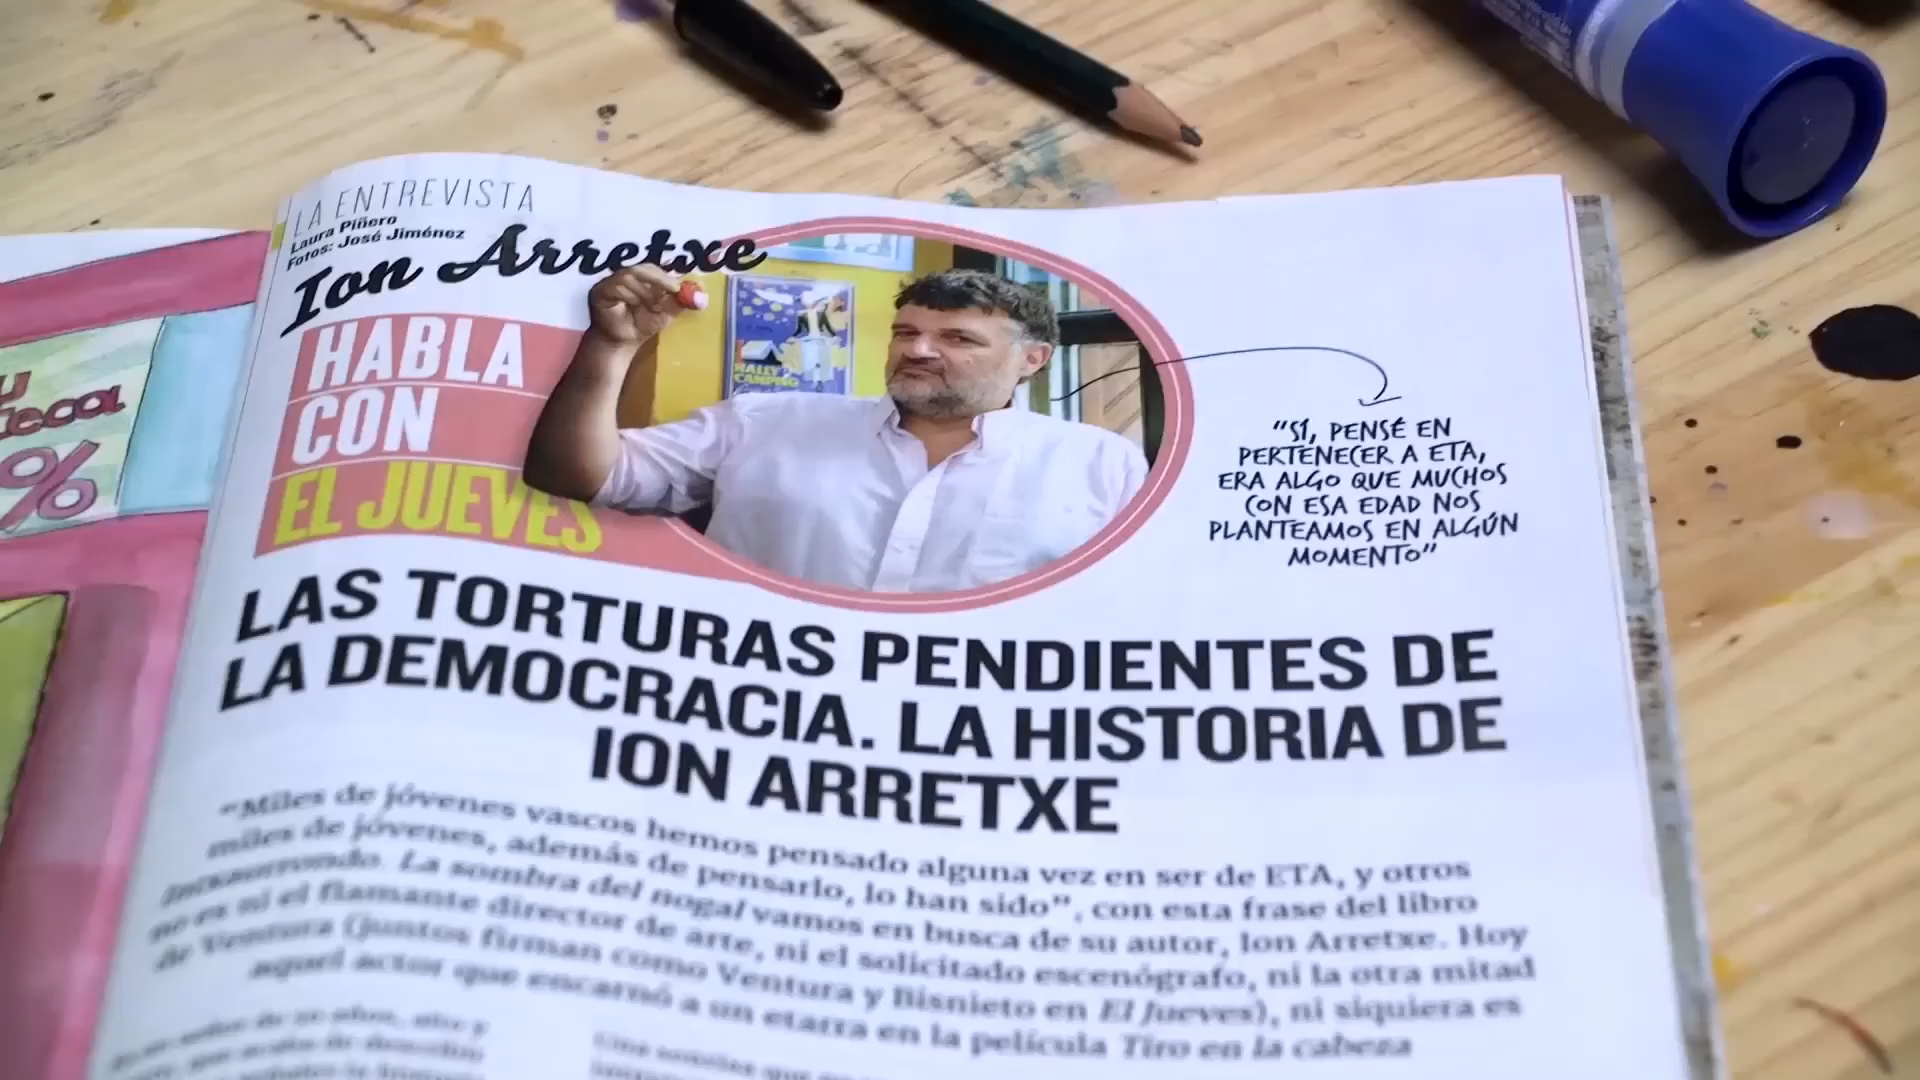 LA ENTREVISTA
Laura Piñero
Fotos: José Jiménez
Ion Arretxe
HABLA
CON
EL JUEVES
RALLY
CAMPING
“SÍ, PENSÉ EN
PERTENECER A ETA,
ERA ALGO QUE MUCHOS
CON ESA EDAD NOS
PLANTEAMOS EN ALGÚN
MOMENTO”
LAS TORTURAS PENDIENTES DE
LA DEMOCRACIA. LA HISTORIA DE
ION ARRETXE
“Miles de jóvenes vascos hemos pensado alguna vez en ser de ETA, y otros
miles de jóvenes, además de pensarlo, lo han sido”, con esta frase del libro
Intxaurrondo. La sombra del nogal vamos en busca de su autor, Ion Arretxe. Hoy
no es ni el flamante director de arte, ni el solicitado escenógrafo, ni la otra mitad
de Ventura (juntos firman como Ventura y Bisnieto en El Jueves), ni siquiera es
aquel actor que encarnó a un etarra en la película Tiro en la cabeza
%